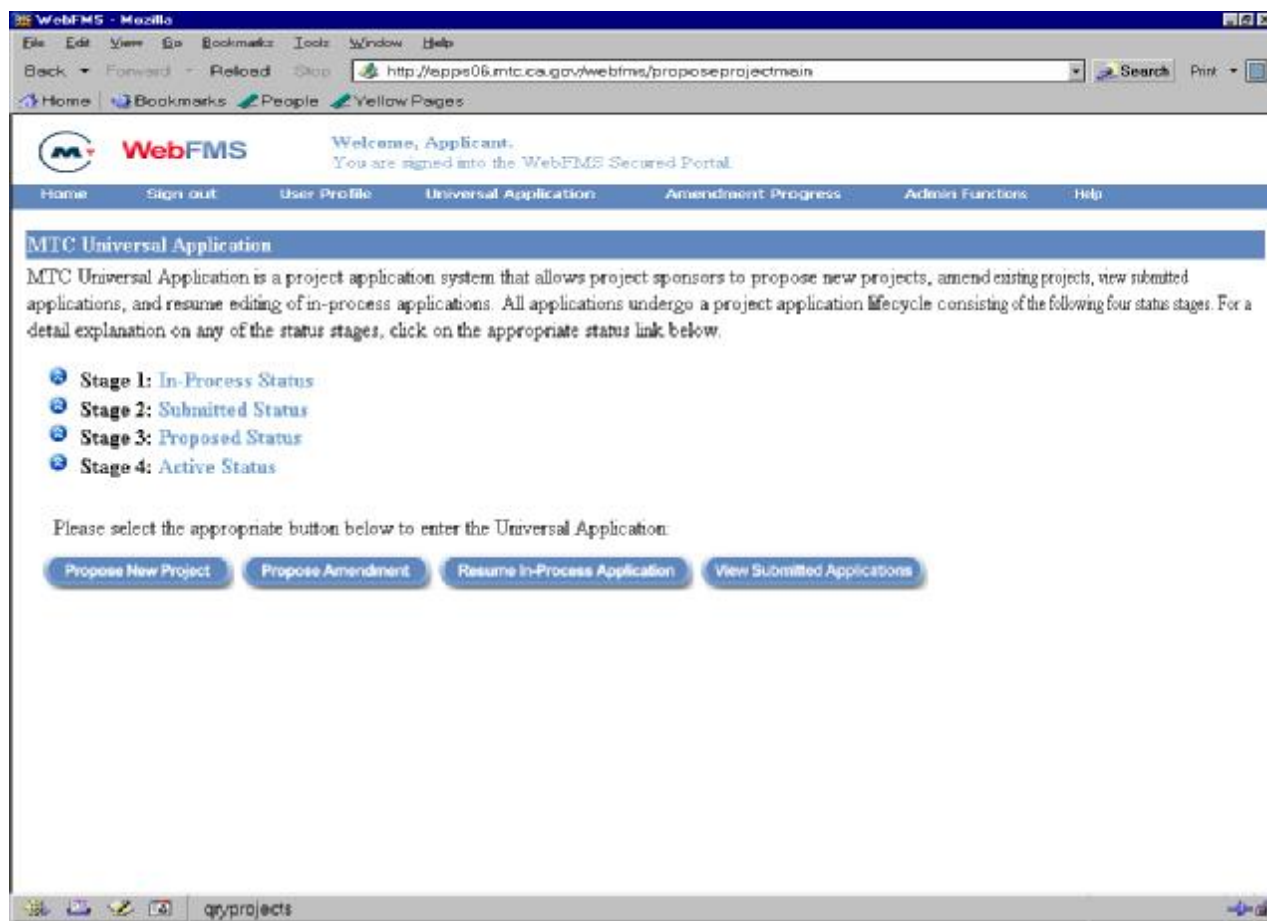 WebFMS - Mozilla
File Edit View Go Bookmarks Tools Window Help
Back Forward Reload Stop http://apps06.mtc.ca.gov/webfms/proposeprojectmain Search Print
Home Bookmarks People Yellow Pages
WebFMS
Welcome, Applicant.
You are signed into the WebFMS Secured Portal.
Home Sign out User Profile Universal Application Amendment Progress Admin Functions Help
MTC Universal Application
MTC Universal Application is a project application system that allows project sponsors to propose new projects, amend existing projects, view submitted
applications, and resume editing of in-process applications. All applications undergo a project application lifecycle consisting of the following four status stages. For a
detail explanation on any of the status stages, click on the appropriate status link below.
Stage 1: In-Process Status
Stage 2: Submitted Status
Stage 3: Proposed Status
Stage 4: Active Status
Please select the appropriate button below to enter the Universal Application:
Propose New Project Propose Amendment Resume In-Process Application View Submitted Applications
qryprojects